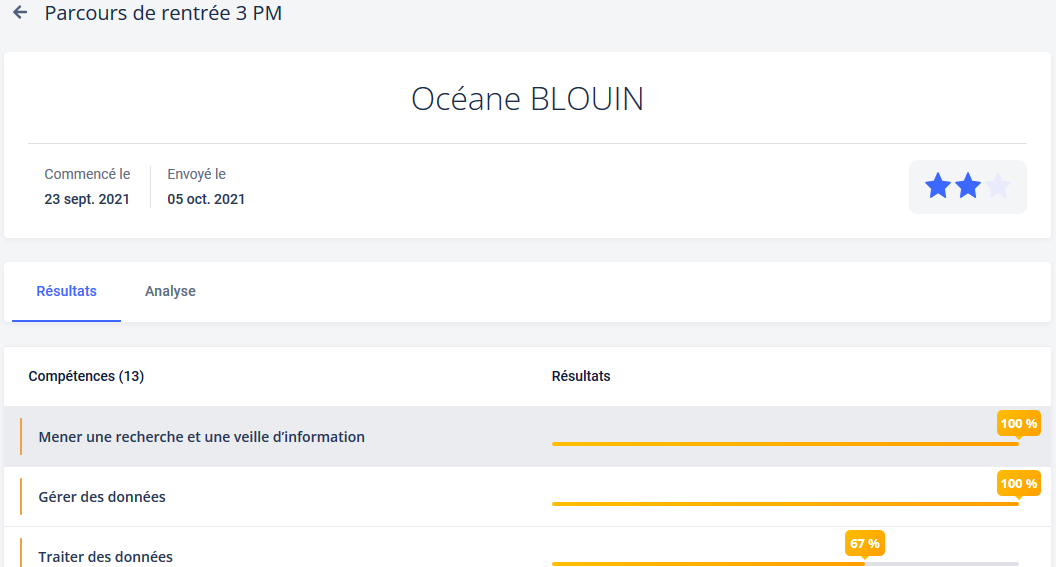 Parcours de rentrée 3 PM
Océane BLOUIN
Commencé le
23 sept. 2021
Envoyé le
05 oct. 2021
Résultats
Analyse
Compétences (13)
Résultats
Mener une recherche et une veille d'information
100 %
Gérer des données
100 %
Traiter des données
67 %